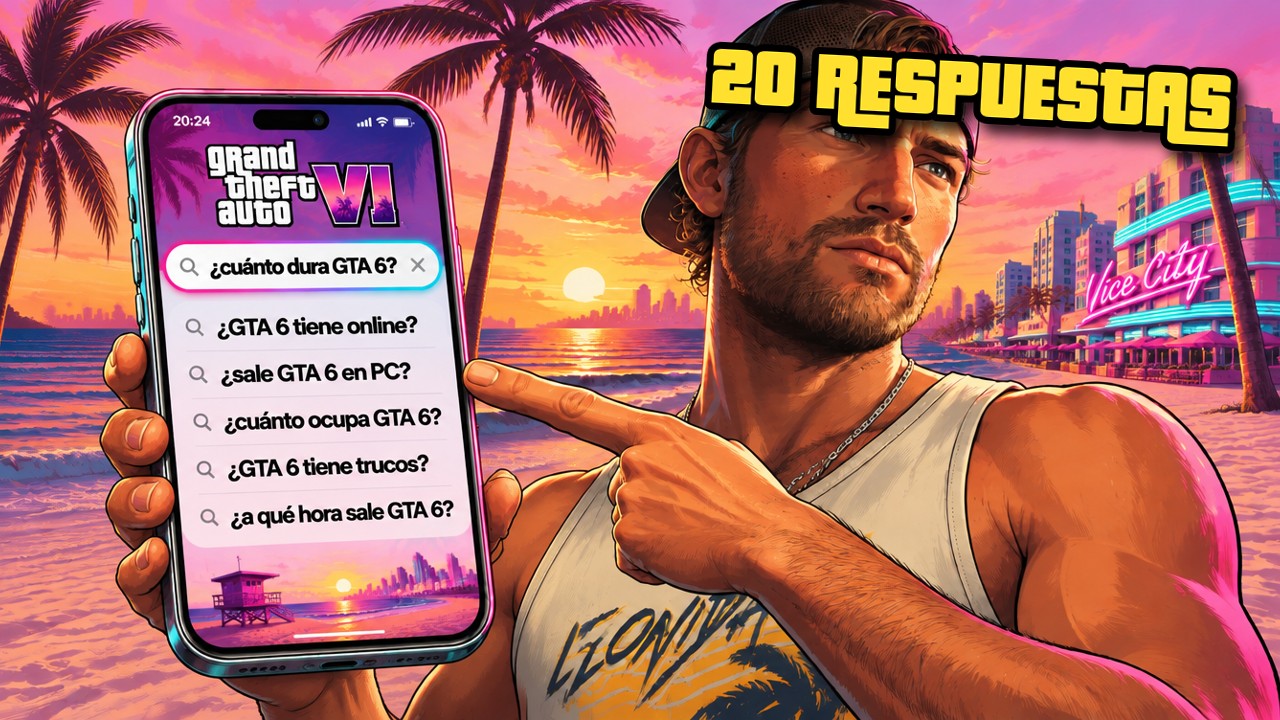 20 RESPUESTAS
20:24
grand
theft
auto
VI
¿cuánto dura GTA 6?
¿GTA 6 tiene online?
¿sale GTA 6 en PC?
¿cuánto ocupa GTA 6?
¿GTA 6 tiene trucos?
¿a qué hora sale GTA 6?
Vice City
LEONIDA